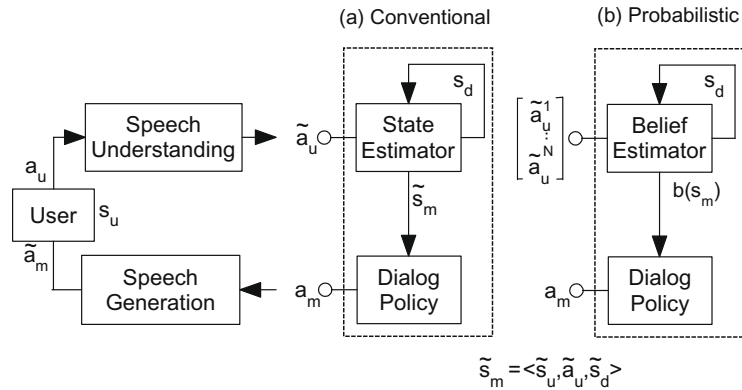 (a) Conventional
(b) Probabilistic
Speech
Understanding
ã_u
State
Estimator
s_d
s̃_m
ã_u^1
⋮
ã_u^N
Belief
Estimator
s_d
b(s_m)
a_u
User
s_u
ã_m
Speech
Generation
a_m
Dialog
Policy
a_m
Dialog
Policy
s̃_m = <s̃_u, ã_u, s̃_d>